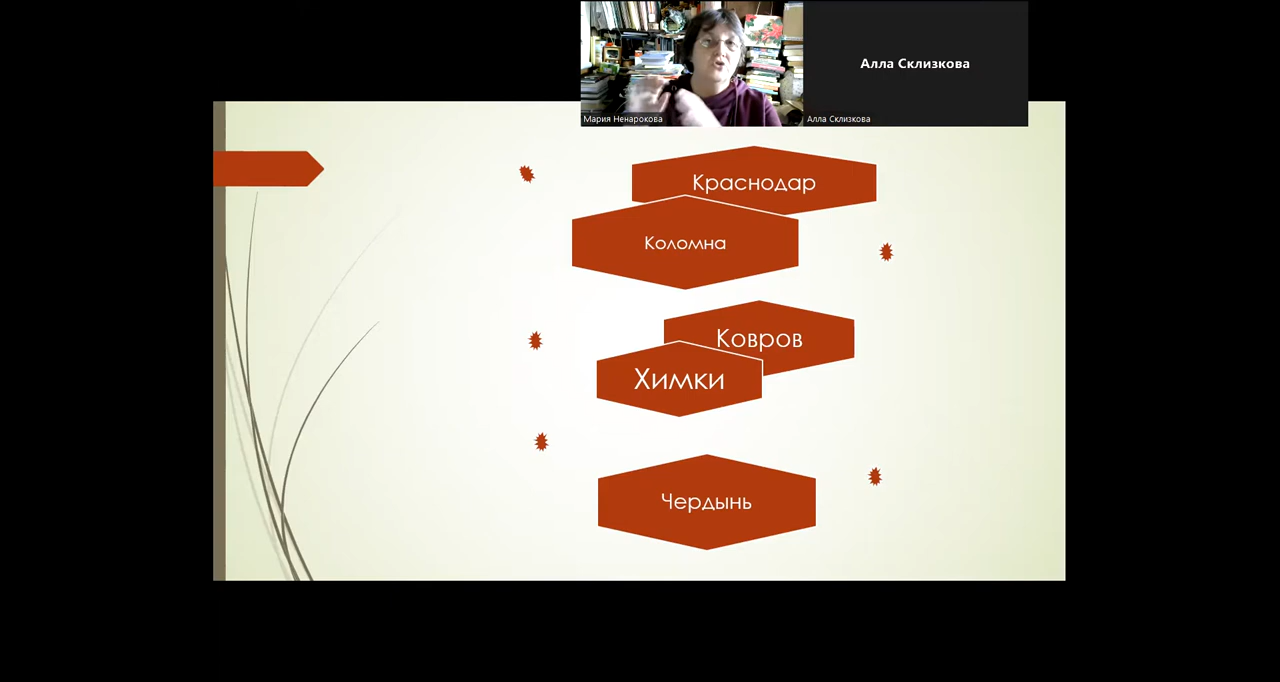 Алла Склизкова
Мария Ненарокова
Алла Склизкова
Краснодар
Коломна
Ковров
Химки
Чердынь